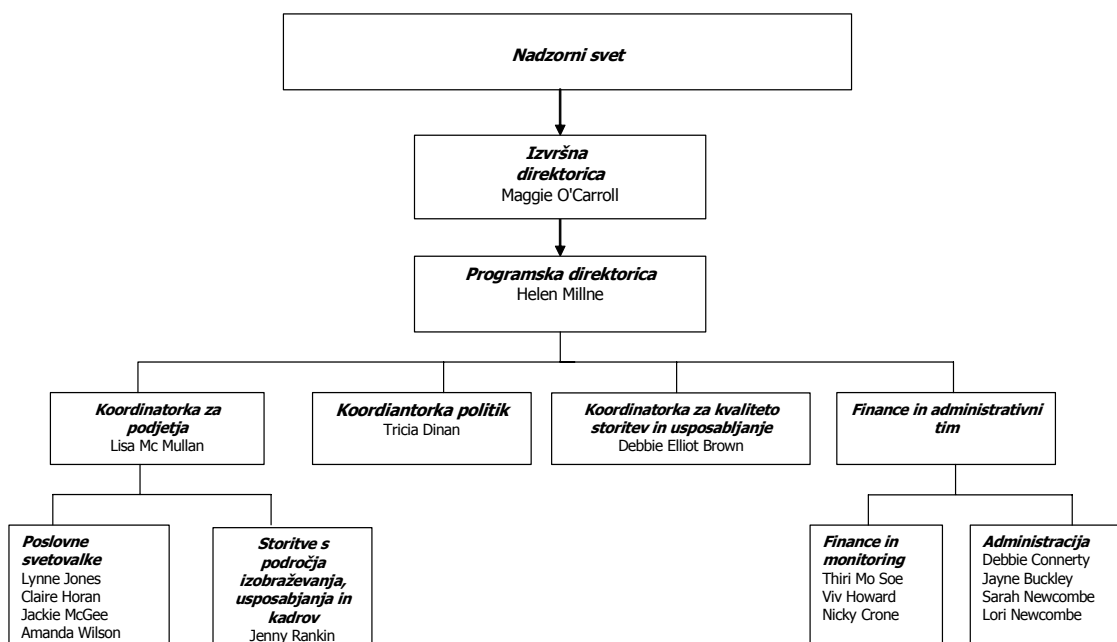 Nadzorni svet
Izvršna
direktorica
Maggie O'Carroll
Programska direktorica
Helen Millne
Koordinatorka za
podjetja
Lisa Mc Mullan
Koordiantorka politik
Tricia Dinan
Koordinatorka za kvaliteto
storitev in usposabljanje
Debbie Elliot Brown
Finance in administrativni
tim
Poslovne
svetovalke
Lynne Jones
Claire Horan
Jackie McGee
Amanda Wilson
Storitve s
področja
izobraževanja,
usposabjanja in
kadrov
Jenny Rankin
Finance in
monitoring
Thiri Mo Soe
Viv Howard
Nicky Crone
Administracija
Debbie Connerty
Jayne Buckley
Sarah Newcombe
Lori Newcombe